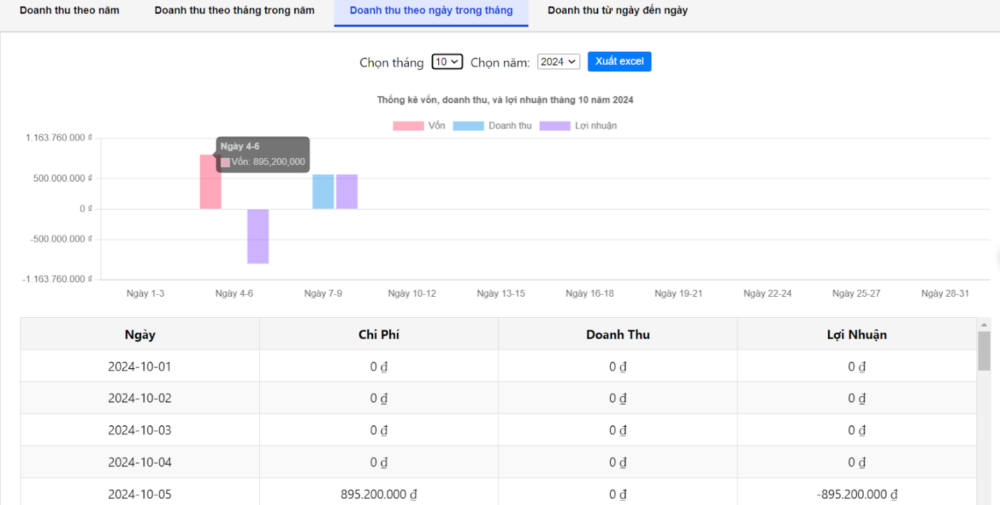 Doanh thu theo năm Doanh thu theo tháng trong năm Doanh thu theo ngày trong tháng Doanh thu từ ngày đến ngày
Chọn tháng 10 Chọn năm: 2024 Xuất excel
Thống kê vốn, doanh thu, và lợi nhuận tháng 10 năm 2024
Vốn Doanh thu Lợi nhuận
1.163.760.000 ₫
Ngày 4-6
Vốn: 895,200,000
500.000.000 ₫
0 ₫
-500.000.000 ₫
-1.163.760.000 ₫
Ngày 1-3 Ngày 4-6 Ngày 7-9 Ngày 10-12 Ngày 13-15 Ngày 16-18 Ngày 19-21 Ngày 22-24 Ngày 25-27 Ngày 28-31
Ngày Chi Phí Doanh Thu Lợi Nhuận
2024-10-01 0 ₫ 0 ₫ 0 ₫
2024-10-02 0 ₫ 0 ₫ 0 ₫
2024-10-03 0 ₫ 0 ₫ 0 ₫
2024-10-04 0 ₫ 0 ₫ 0 ₫
2024-10-05 895.200.000 ₫ 0 ₫ -895.200.000 ₫